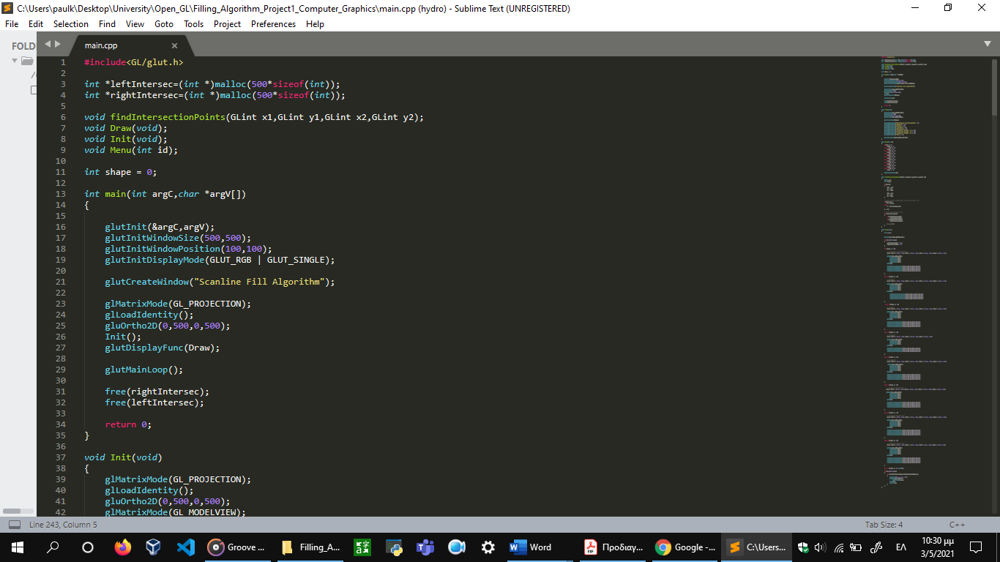 C:\Users\paulk\Desktop\University\Open_GL\Filling_Algorithm_Project1_Computer_Graphics\main.cpp (hydro) - Sublime Text (UNREGISTERED)
File Edit Selection Find View Goto Tools Project Preferences Help
FOLD
main.cpp
1 #include<GL/glut.h>
2
3 int *leftIntersec=(int *)malloc(500*sizeof(int));
4 int *rightIntersec=(int *)malloc(500*sizeof(int));
5
6 void findIntersectionPoints(GLint x1,GLint y1,GLint x2,GLint y2);
7 void Draw(void);
8 void Init(void);
9 void Menu(int id);
10
11 int shape = 0;
12
13 int main(int argC,char *argV[])
14 {
15
16 glutInit(&argC,argV);
17 glutInitWindowSize(500,500);
18 glutInitWindowPosition(100,100);
19 glutInitDisplayMode(GLUT_RGB | GLUT_SINGLE);
20
21 glutCreateWindow("Scanline Fill Algorithm");
22
23 glMatrixMode(GL_PROJECTION);
24 glLoadIdentity();
25 gluOrtho2D(0,500,0,500);
26 Init();
27 glutDisplayFunc(Draw);
28
29 glutMainLoop();
30
31 free(rightIntersec);
32 free(leftIntersec);
33
34 return 0;
35 }
36
37 void Init(void)
38 {
39 glMatrixMode(GL_PROJECTION);
40 glLoadIdentity();
41 gluOrtho2D(0,500,0,500);
42 glMatrixMode(GL_MODELVIEW);
Line 243, Column 5 Tab Size: 4 C++
Groove ... Filling_A... Word Προδιαγ... Google -... C:\Users... ΕΛ 10:30 μμ
3/5/2021